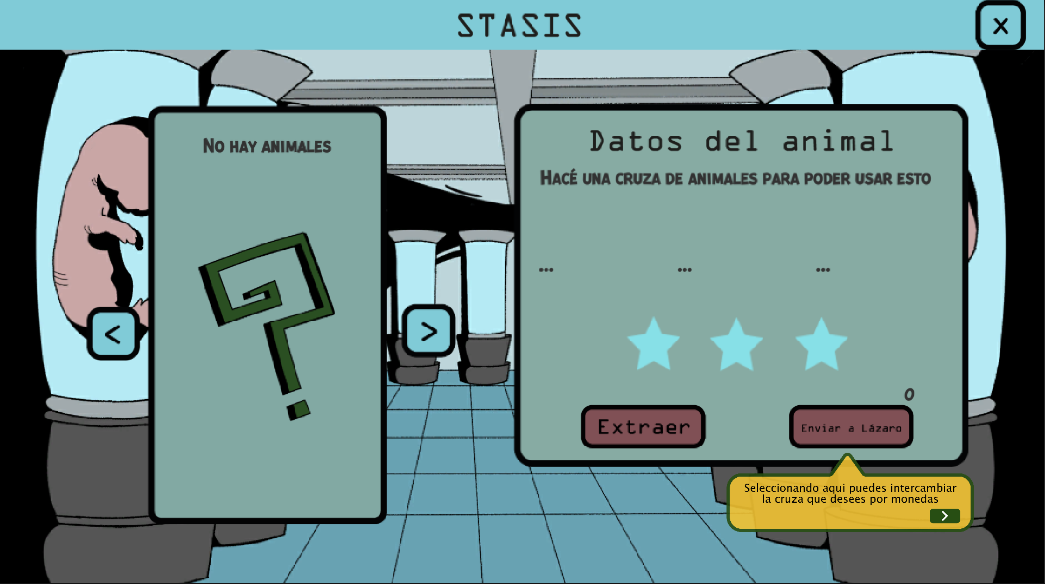 STASIS
X
NO HAY ANIMALES
Datos del animal
HACÉ UNA CRUZA DE ANIMALES PARA PODER USAR ESTO
... ... ...
< >
?
0
Extraer Enviar a Lázaro
Seleccionando aqui puedes intercambiar
la cruza que desees por monedas
>